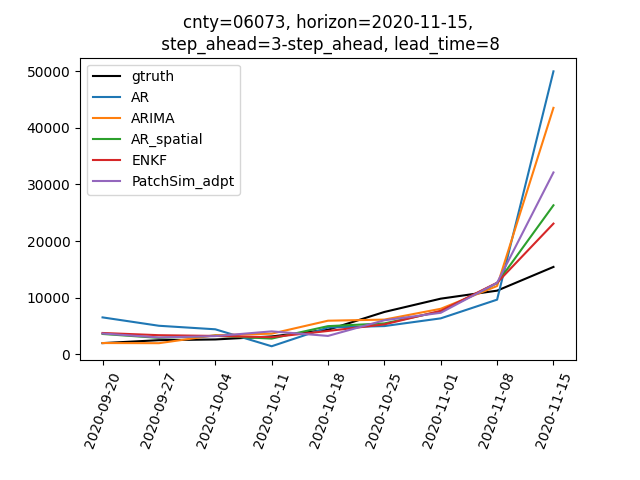 cnty=06073, horizon=2020-11-15,
step_ahead=3-step_ahead, lead_time=8
50000
40000
30000
20000
10000
0
gtruth
AR
ARIMA
AR_spatial
ENKF
PatchSim_adpt
2020-09-20
2020-09-27
2020-10-04
2020-10-11
2020-10-18
2020-10-25
2020-11-01
2020-11-08
2020-11-15